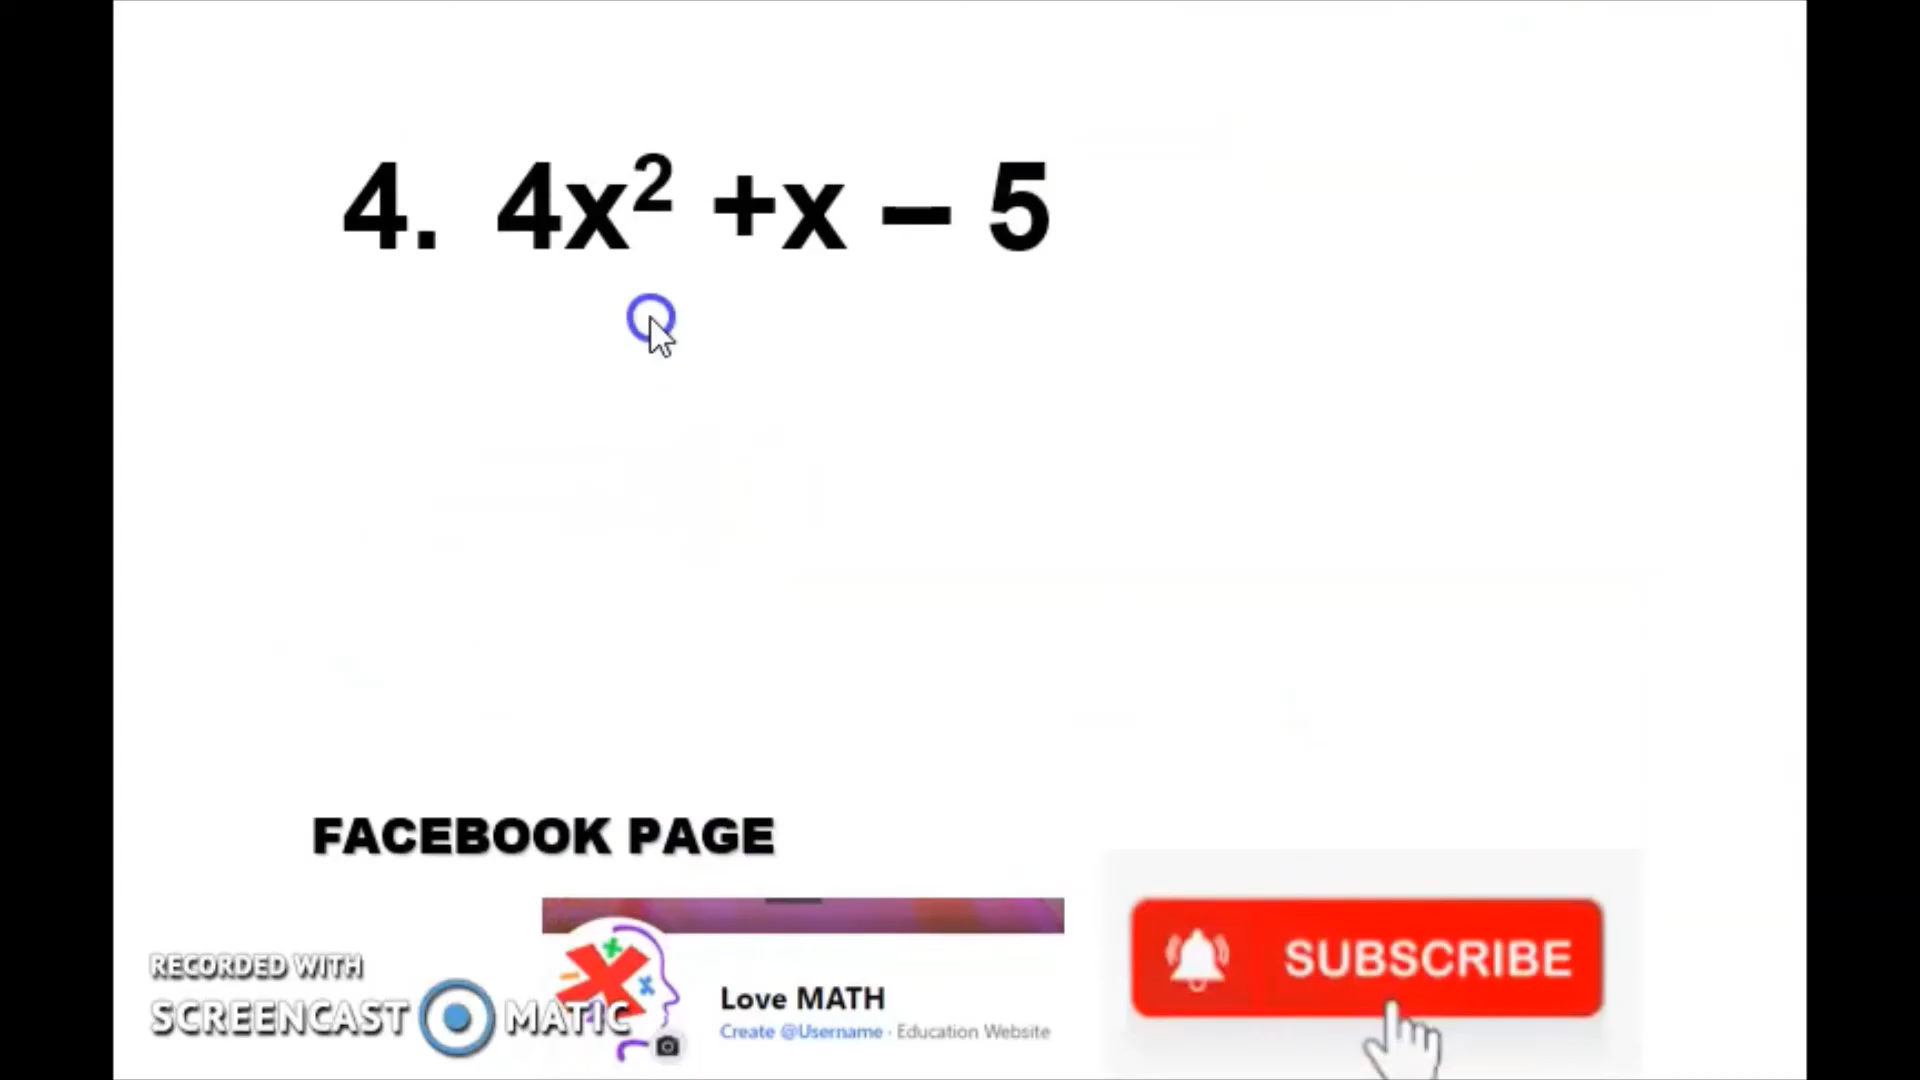 4. 4x² +x – 5
FACEBOOK PAGE
RECORDED WITH
SCREENCAST MATIC
Love MATH
Create @Username · Education Website
SUBSCRIBE